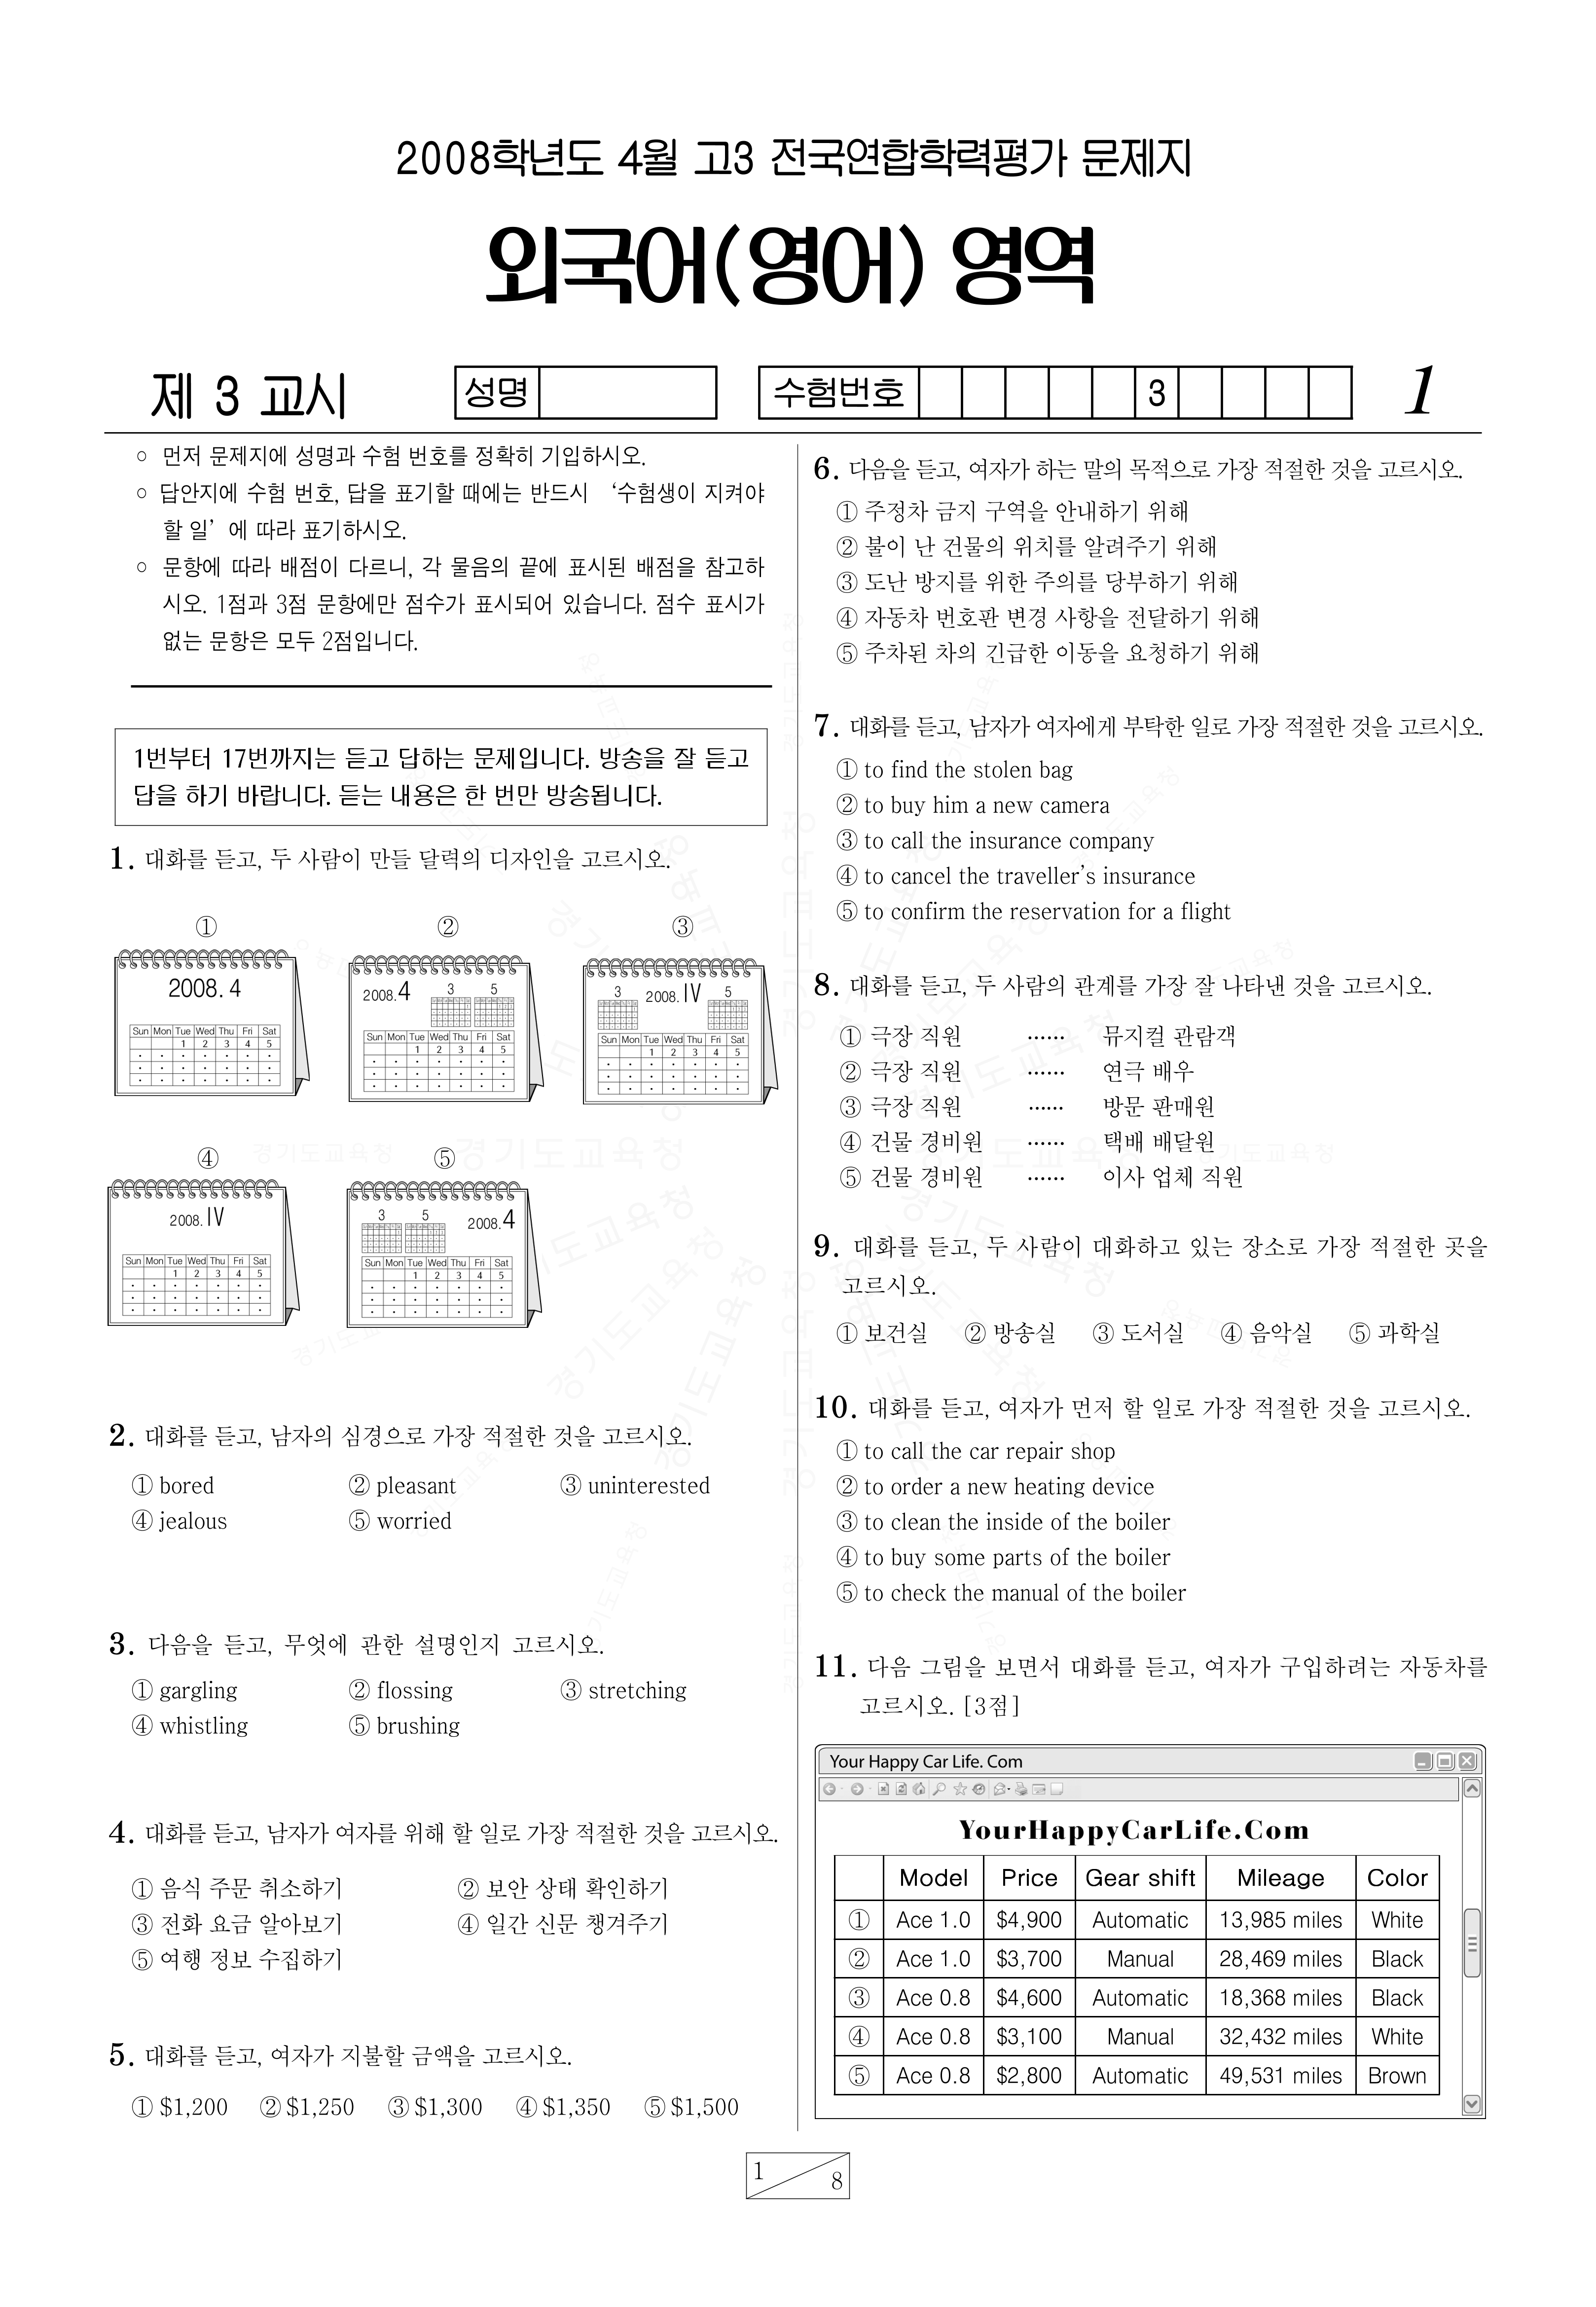 2008학년도 4월 고3 전국연합학력평가 문제지
외국어(영어) 영역
제 3 교시
성명
수험번호
3
1
○ 먼저 문제지에 성명과 수험 번호를 정확히 기입하시오.
○ 답안지에 수험 번호, 답을 표기할 때에는 반드시 ‘수험생이 지켜야
할 일’에 따라 표기하시오.
○ 문항에 따라 배점이 다르니, 각 물음의 끝에 표시된 배점을 참고하
시오. 1점과 3점 문항에만 점수가 표시되어 있습니다. 점수 표시가
없는 문항은 모두 2점입니다.
1번부터 17번까지는 듣고 답하는 문제입니다. 방송을 잘 듣고
답을 하기 바랍니다. 듣는 내용은 한 번만 방송됩니다.
1. 대화를 듣고, 두 사람이 만들 달력의 디자인을 고르시오.
① ② ③
2008. 4
Sun Mon Tue Wed Thu Fri Sat
1 2 3 4 5
2008. 4 3 5
Sun Mon Tue Wed Thu Fri Sat
1 2 3 4 5
3 2008. IV 5
Sun Mon Tue Wed Thu Fri Sat
1 2 3 4 5
④ ⑤
2008. IV
Sun Mon Tue Wed Thu Fri Sat
1 2 3 4 5
3 5 2008. 4
Sun Mon Tue Wed Thu Fri Sat
1 2 3 4 5
2. 대화를 듣고, 남자의 심경으로 가장 적절한 것을 고르시오.
① bored ② pleasant ③ uninterested
④ jealous ⑤ worried
3. 다음을 듣고, 무엇에 관한 설명인지 고르시오.
① gargling ② flossing ③ stretching
④ whistling ⑤ brushing
4. 대화를 듣고, 남자가 여자를 위해 할 일로 가장 적절한 것을 고르시오.
① 음식 주문 취소하기 ② 보안 상태 확인하기
③ 전화 요금 알아보기 ④ 일간 신문 챙겨주기
⑤ 여행 정보 수집하기
5. 대화를 듣고, 여자가 지불할 금액을 고르시오.
① $1,200 ② $1,250 ③ $1,300 ④ $1,350 ⑤ $1,500
6. 다음을 듣고, 여자가 하는 말의 목적으로 가장 적절한 것을 고르시오.
① 주정차 금지 구역을 안내하기 위해
② 불이 난 건물의 위치를 알려주기 위해
③ 도난 방지를 위한 주의를 당부하기 위해
④ 자동차 번호판 변경 사항을 전달하기 위해
⑤ 주차된 차의 긴급한 이동을 요청하기 위해
7. 대화를 듣고, 남자가 여자에게 부탁한 일로 가장 적절한 것을 고르시오.
① to find the stolen bag
② to buy him a new camera
③ to call the insurance company
④ to cancel the traveller’s insurance
⑤ to confirm the reservation for a flight
8. 대화를 듣고, 두 사람의 관계를 가장 잘 나타낸 것을 고르시오.
① 극장 직원 …… 뮤지컬 관람객
② 극장 직원 …… 연극 배우
③ 극장 직원 …… 방문 판매원
④ 건물 경비원 …… 택배 배달원
⑤ 건물 경비원 …… 이사 업체 직원
9. 대화를 듣고, 두 사람이 대화하고 있는 장소로 가장 적절한 곳을
고르시오.
① 보건실 ② 방송실 ③ 도서실 ④ 음악실 ⑤ 과학실
10. 대화를 듣고, 여자가 먼저 할 일로 가장 적절한 것을 고르시오.
① to call the car repair shop
② to order a new heating device
③ to clean the inside of the boiler
④ to buy some parts of the boiler
⑤ to check the manual of the boiler
11. 다음 그림을 보면서 대화를 듣고, 여자가 구입하려는 자동차를
고르시오. [3점]
Your Happy Car Life. Com
YourHappyCarLife.Com
Model Price Gear shift Mileage Color
① Ace 1.0 $4,900 Automatic 13,985 miles White
② Ace 1.0 $3,700 Manual 28,469 miles Black
③ Ace 0.8 $4,600 Automatic 18,368 miles Black
④ Ace 0.8 $3,100 Manual 32,432 miles White
⑤ Ace 0.8 $2,800 Automatic 49,531 miles Brown
1
8
경기도교육청